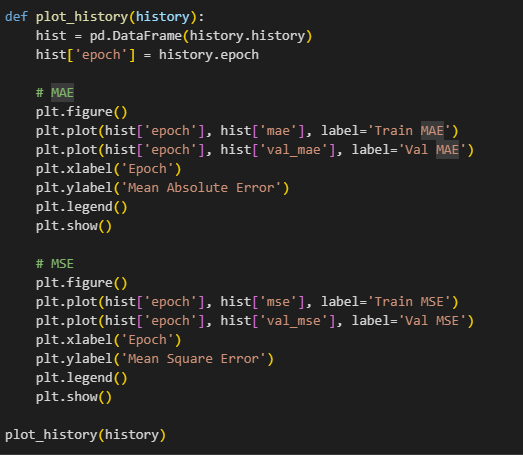 def plot_history(history):
    hist = pd.DataFrame(history.history)
    hist['epoch'] = history.epoch

    # MAE
    plt.figure()
    plt.plot(hist['epoch'], hist['mae'], label='Train MAE')
    plt.plot(hist['epoch'], hist['val_mae'], label='Val MAE')
    plt.xlabel('Epoch')
    plt.ylabel('Mean Absolute Error')
    plt.legend()
    plt.show()

    # MSE
    plt.figure()
    plt.plot(hist['epoch'], hist['mse'], label='Train MSE')
    plt.plot(hist['epoch'], hist['val_mse'], label='Val MSE')
    plt.xlabel('Epoch')
    plt.ylabel('Mean Square Error')
    plt.legend()
    plt.show()

plot_history(history)